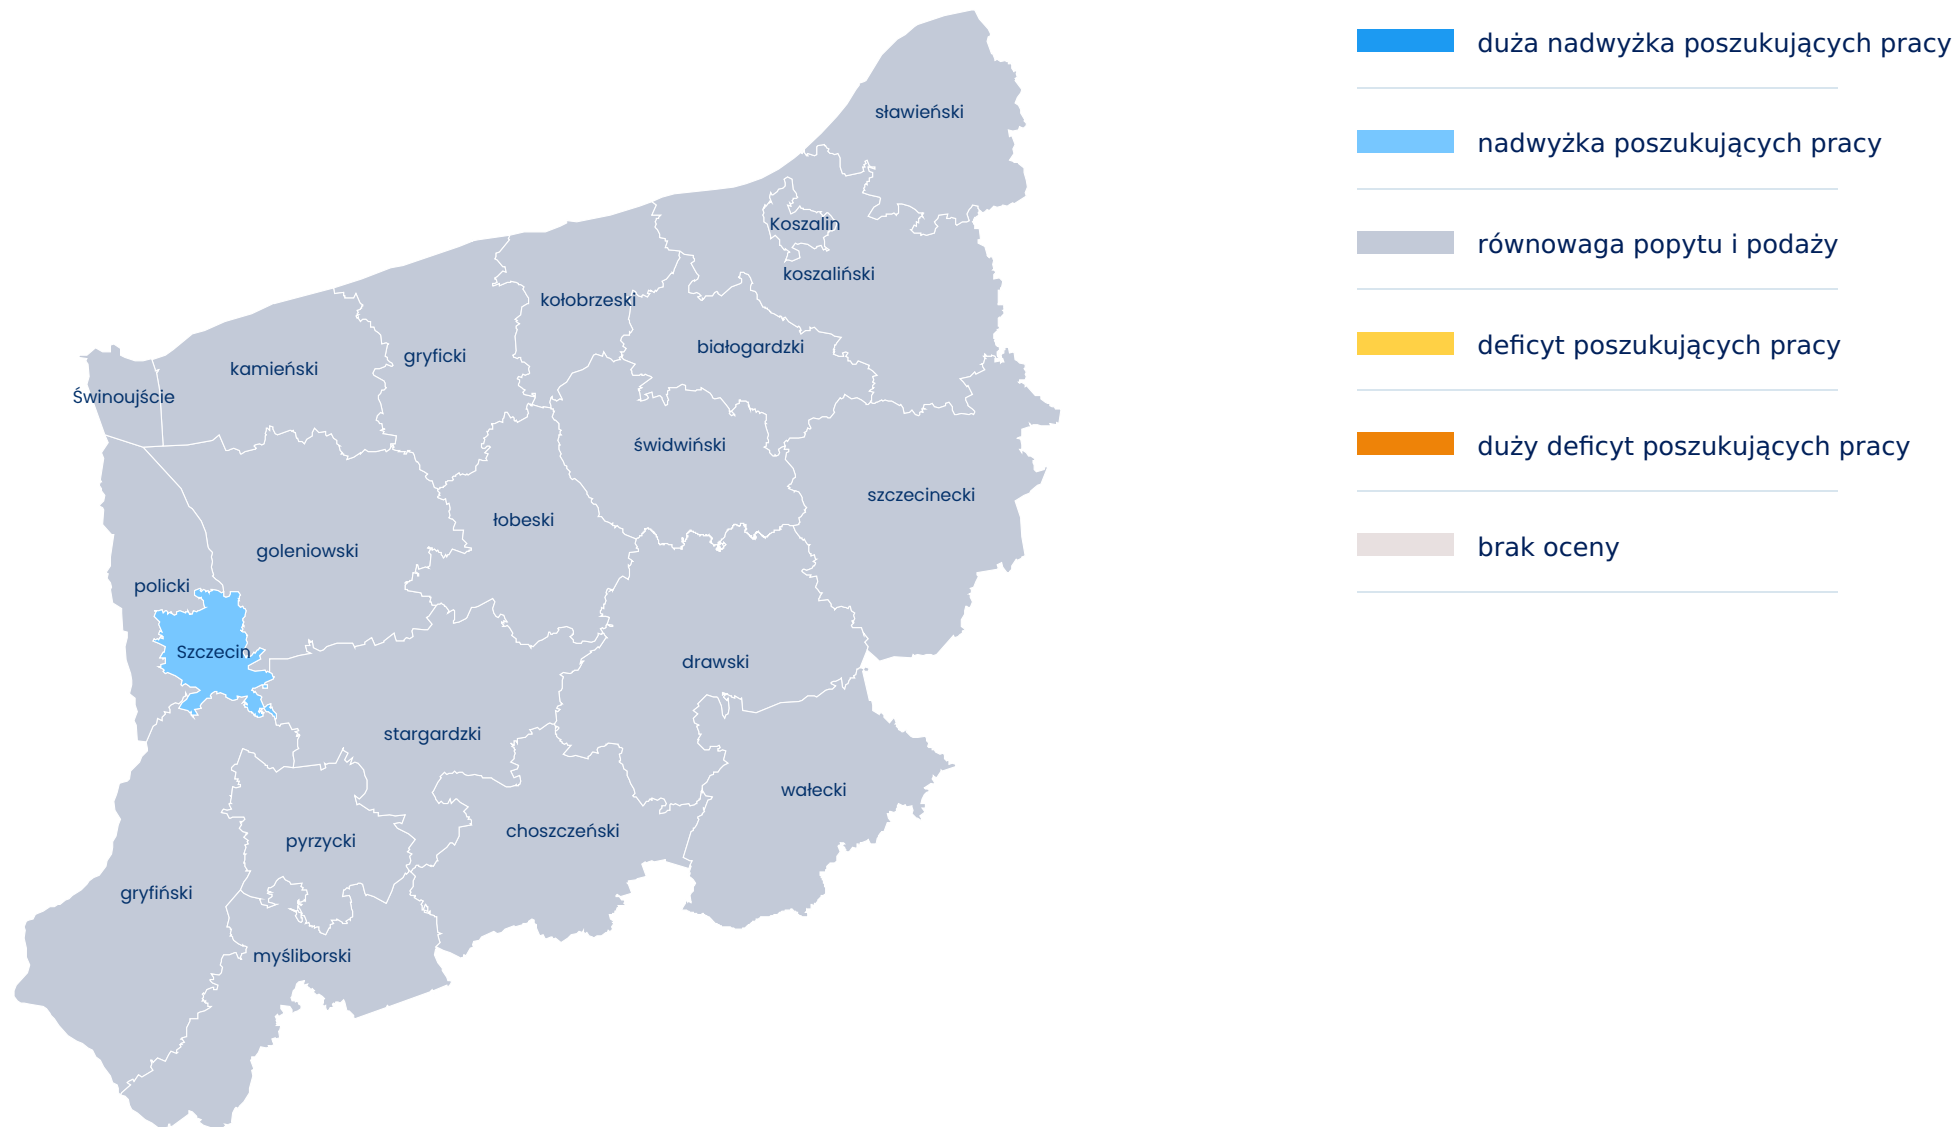 sławieński
Koszalin
koszaliński
kołobrzeski
białogardzki
gryficki
kamieński
Świnoujście
świdwiński
szczecinecki
łobeski
goleniowski
policki
Szczecin
drawski
stargardzki
wałecki
choszczeński
pyrzycki
gryfiński
myśliborski
duża nadwyżka poszukujących pracy
nadwyżka poszukujących pracy
równowaga popytu i podaży
deficyt poszukujących pracy
duży deficyt poszukujących pracy
brak oceny